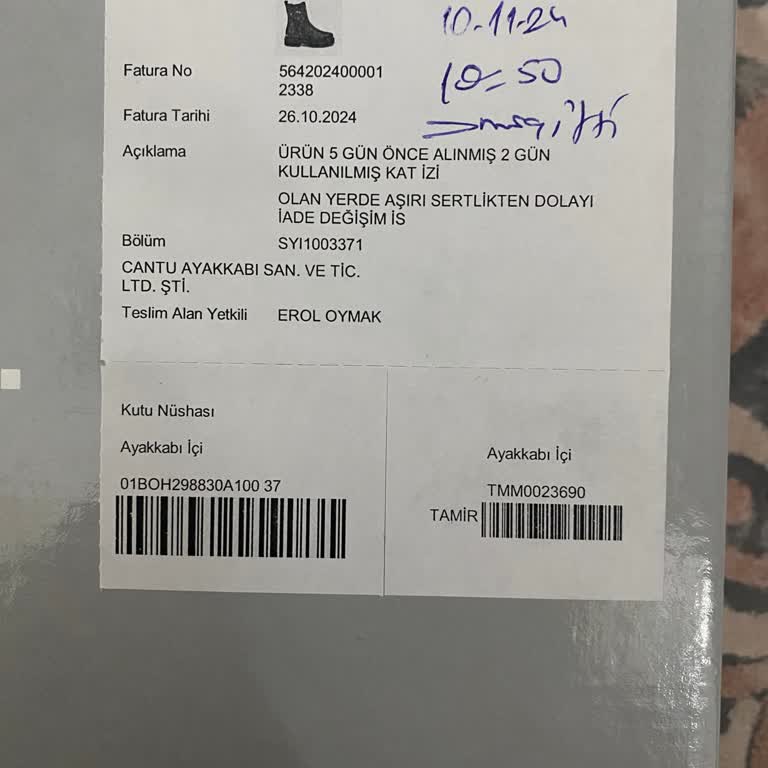 10.11.24
10=50
Fatura No 564202400001
2338
Fatura Tarihi 26.10.2024
Açıklama ÜRÜN 5 GÜN ÖNCE ALINMIŞ 2 GÜN
KULLANILMIŞ KAT İZİ
OLAN YERDE AŞIRI SERTLİKTEN DOLAYI
İADE DEĞİŞİM İS
Bölüm SYI1003371
CANTU AYAKKABI SAN. VE TİC.
LTD. ŞTİ.
Teslim Alan Yetkili EROL OYMAK
Kutu Nüshası
Ayakkabı İçi
01BOH298830A100 37
Ayakkabı İçi
TMM0023690
TAMİR